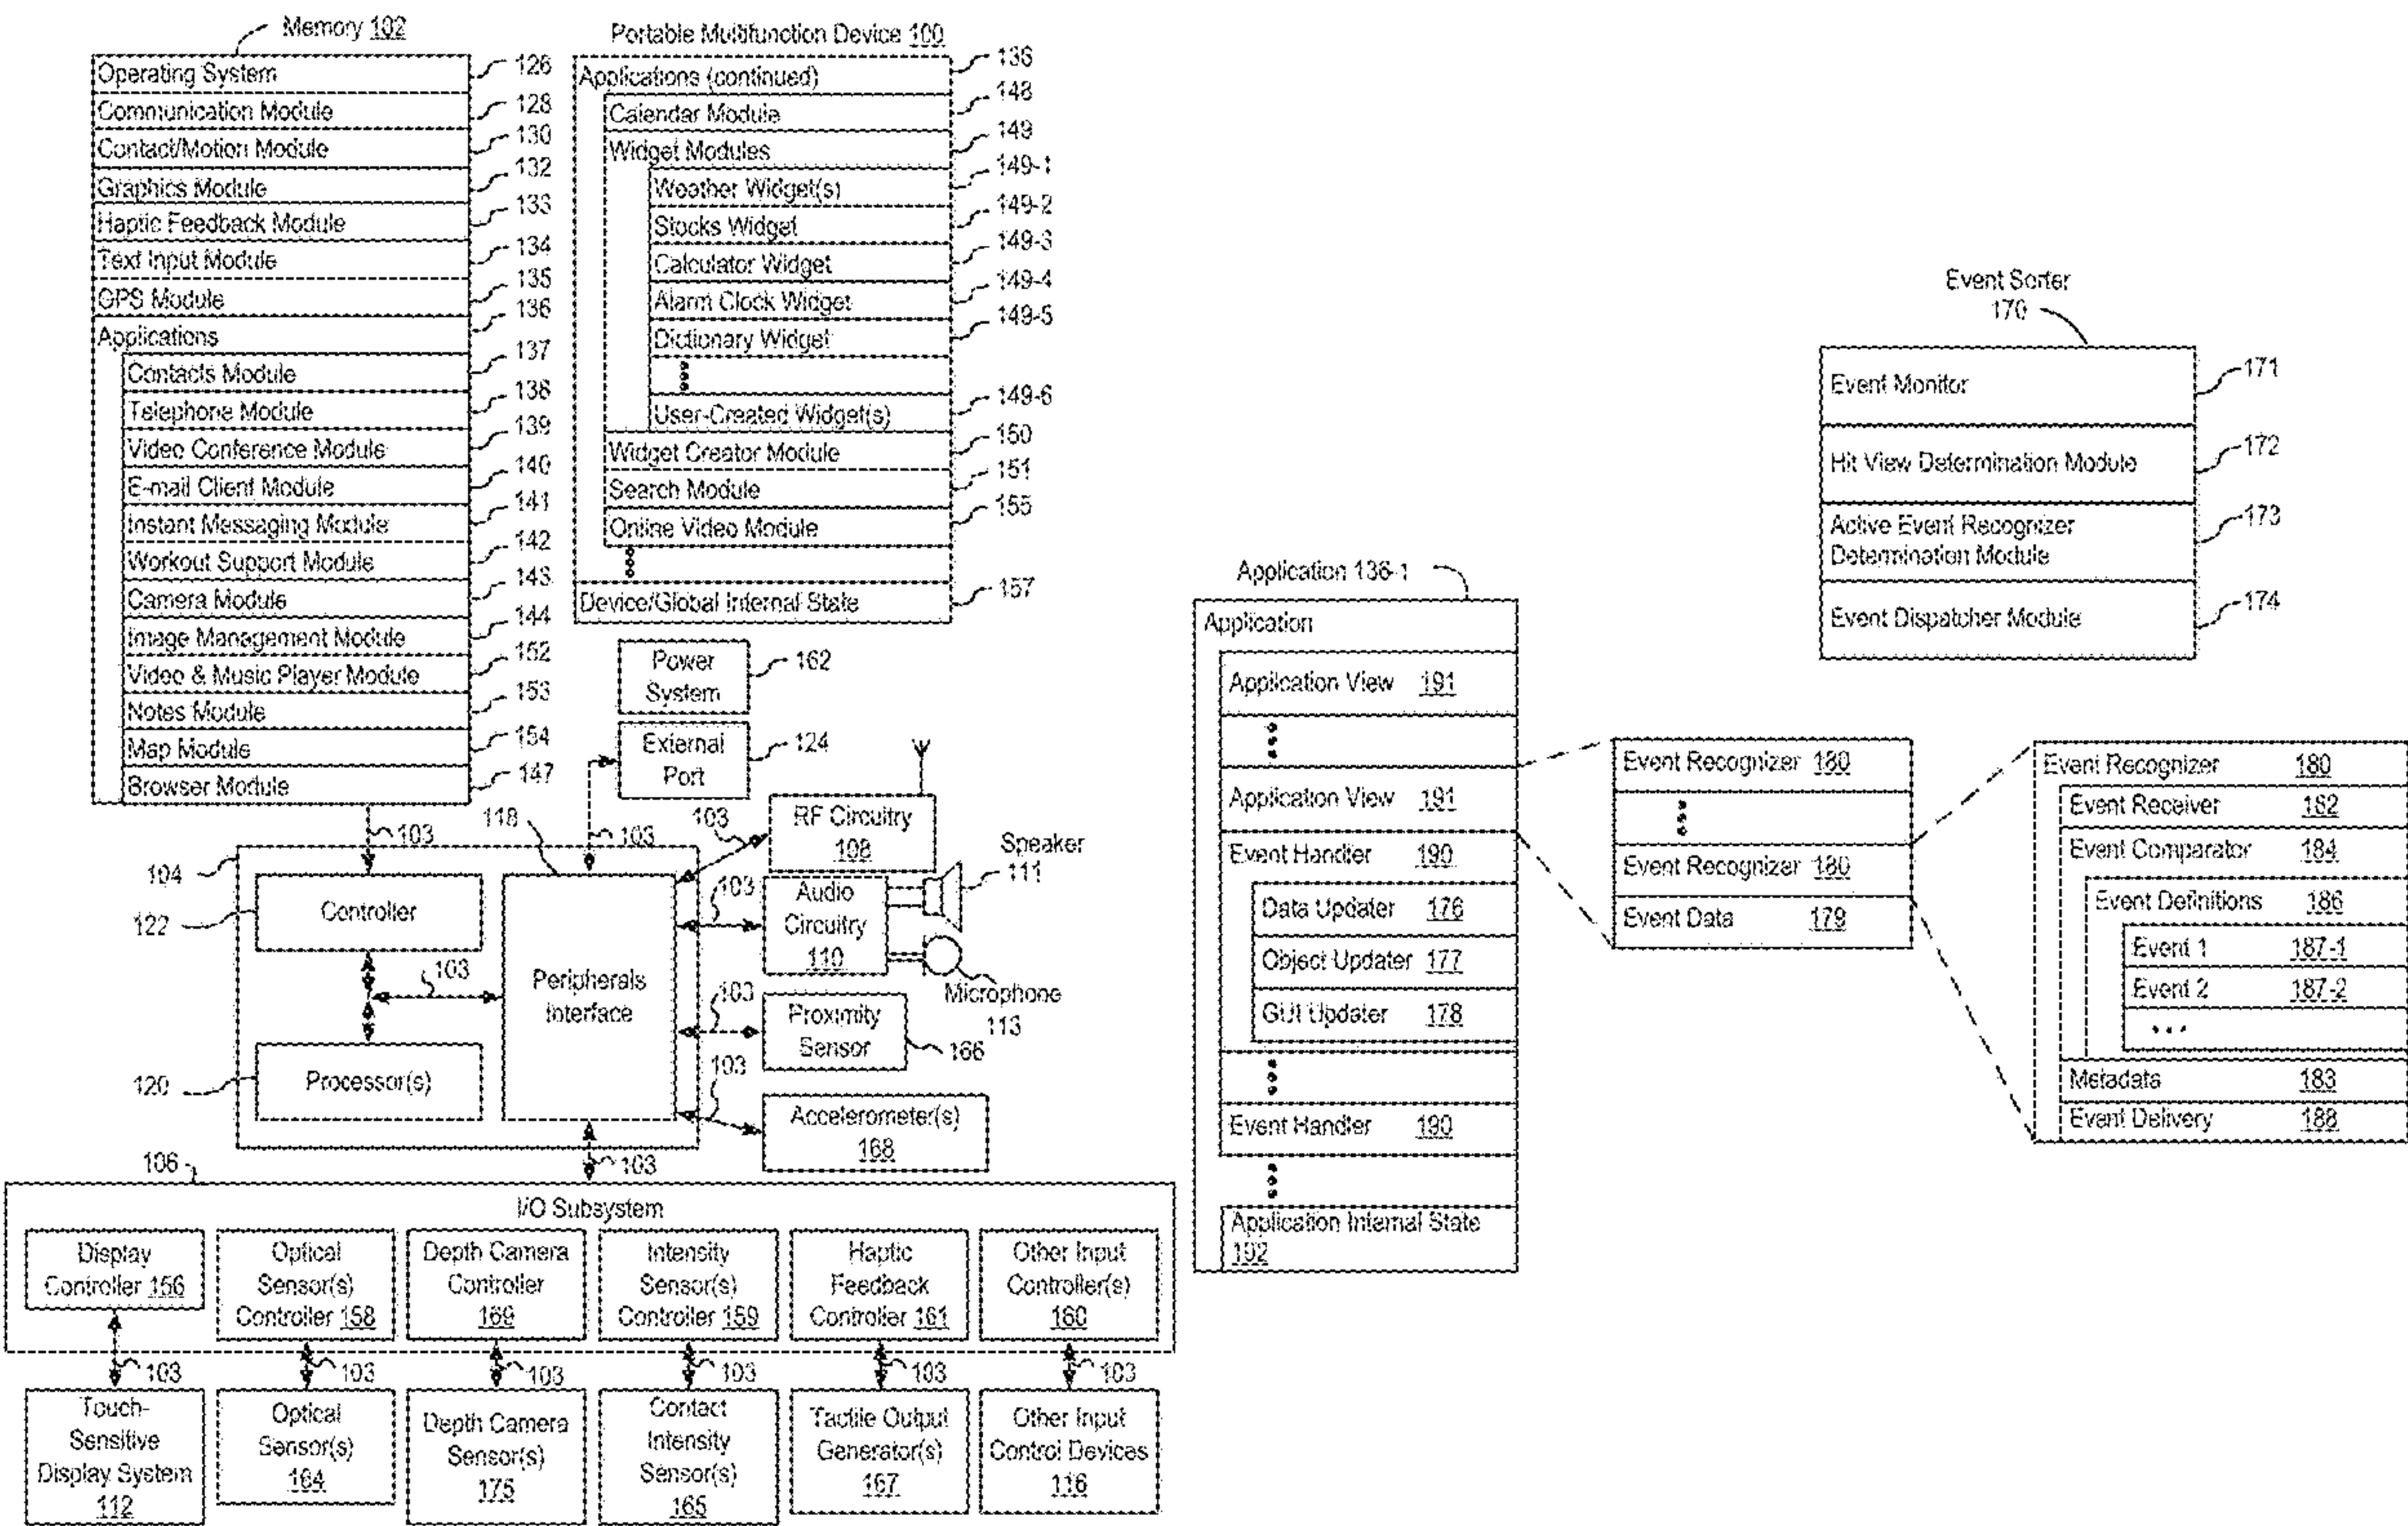 Memory 102
Operating System
126
Communication Module
128
Contact/Motion Module
130
Graphics Module
132
Haptic Feedback Module
133
Text Input Module
134
GPS Module
135
Applications
136
Contacts Module
137
Telephone Module
138
Video Conference Module
139
E-mail Client Module
140
Instant Messaging Module
141
Workout Support Module
142
Camera Module
143
Image Management Module
144
Video & Music Player Module
152
Notes Module
153
Map Module
154
Browser Module
147
Portable Multifunction Device 100
Applications (continued)
136
Calendar Module
148
Widget Modules
149
Weather Widget(s)
149-1
Stocks Widget
149-2
Calculator Widget
149-3
Alarm Clock Widget
149-4
Dictionary Widget
149-5
User-Created Widget(s)
149-6
Widget Creator Module
150
Search Module
151
Online Video Module
155
Device/Global Internal State
157
Power
System
162
External
Port
124
103
103
118
103
RF Circuitry
108
Speaker
111
104
122
Controller
103
Peripherals
Interface
103
Audio
Circuitry
110
Microphone
113
120
Processor(s)
103
Proximity
Sensor
166
103
Accelerometer(s)
168
103
106
I/O Subsystem
Display
Controller 156
Optical
Sensor(s)
Controller 158
Depth Camera
Controller
169
Intensity
Sensor(s)
Controller 159
Haptic
Feedback
Controller 161
Other Input
Controller(s)
160
103
103
103
103
103
103
Touch-
Sensitive
Display System
112
Optical
Sensor(s)
164
Depth Camera
Sensor(s)
175
Contact
Intensity
Sensor(s)
165
Tactile Output
Generator(s)
167
Other Input
Control Devices
116
Application 136-1
Application
Application View 191
Application View 191
Event Handler 190
Data Updater 176
Object Updater 177
GUI Updater 178
Event Handler 190
Application Internal State
192
Event Sorter
170
Event Monitor
171
Hit View Determination Module
172
Active Event Recognizer
Determination Module
173
Event Dispatcher Module
174
Event Recognizer 180
Event Recognizer 180
Event Data 179
Event Recognizer 180
Event Receiver 182
Event Comparator 184
Event Definitions 186
Event 1 187-1
Event 2 187-2
Metadata 183
Event Delivery 188